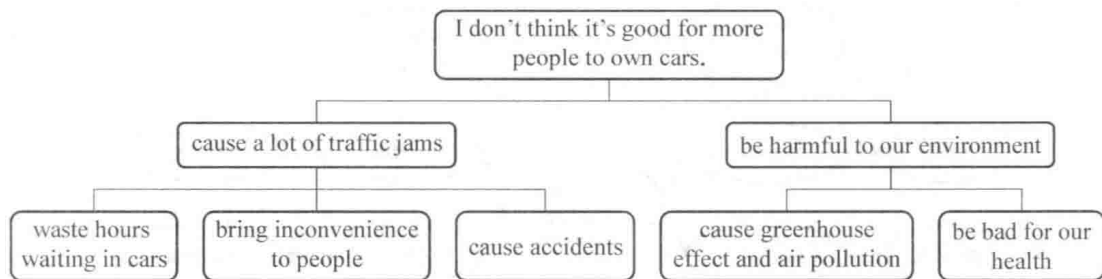 I don't think it's good for more
people to own cars.
cause a lot of traffic jams
be harmful to our environment
waste hours
waiting in cars
bring inconvenience
to people
cause accidents
cause greenhouse
effect and air pollution
be bad for our
health